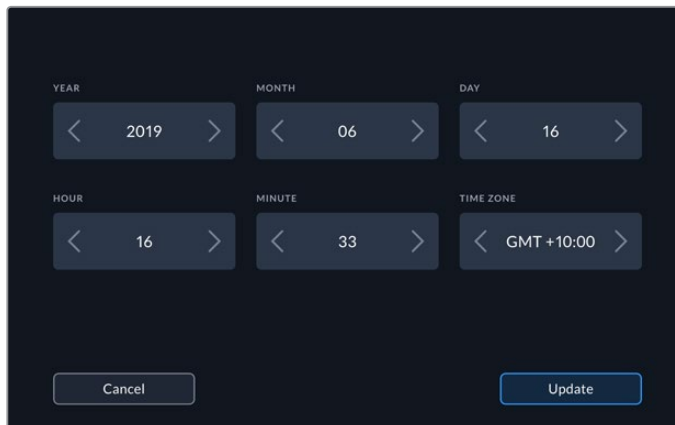 YEAR MONTH DAY
2019 06 16
HOUR MINUTE TIME ZONE
16 33 GMT +10:00
Cancel Update